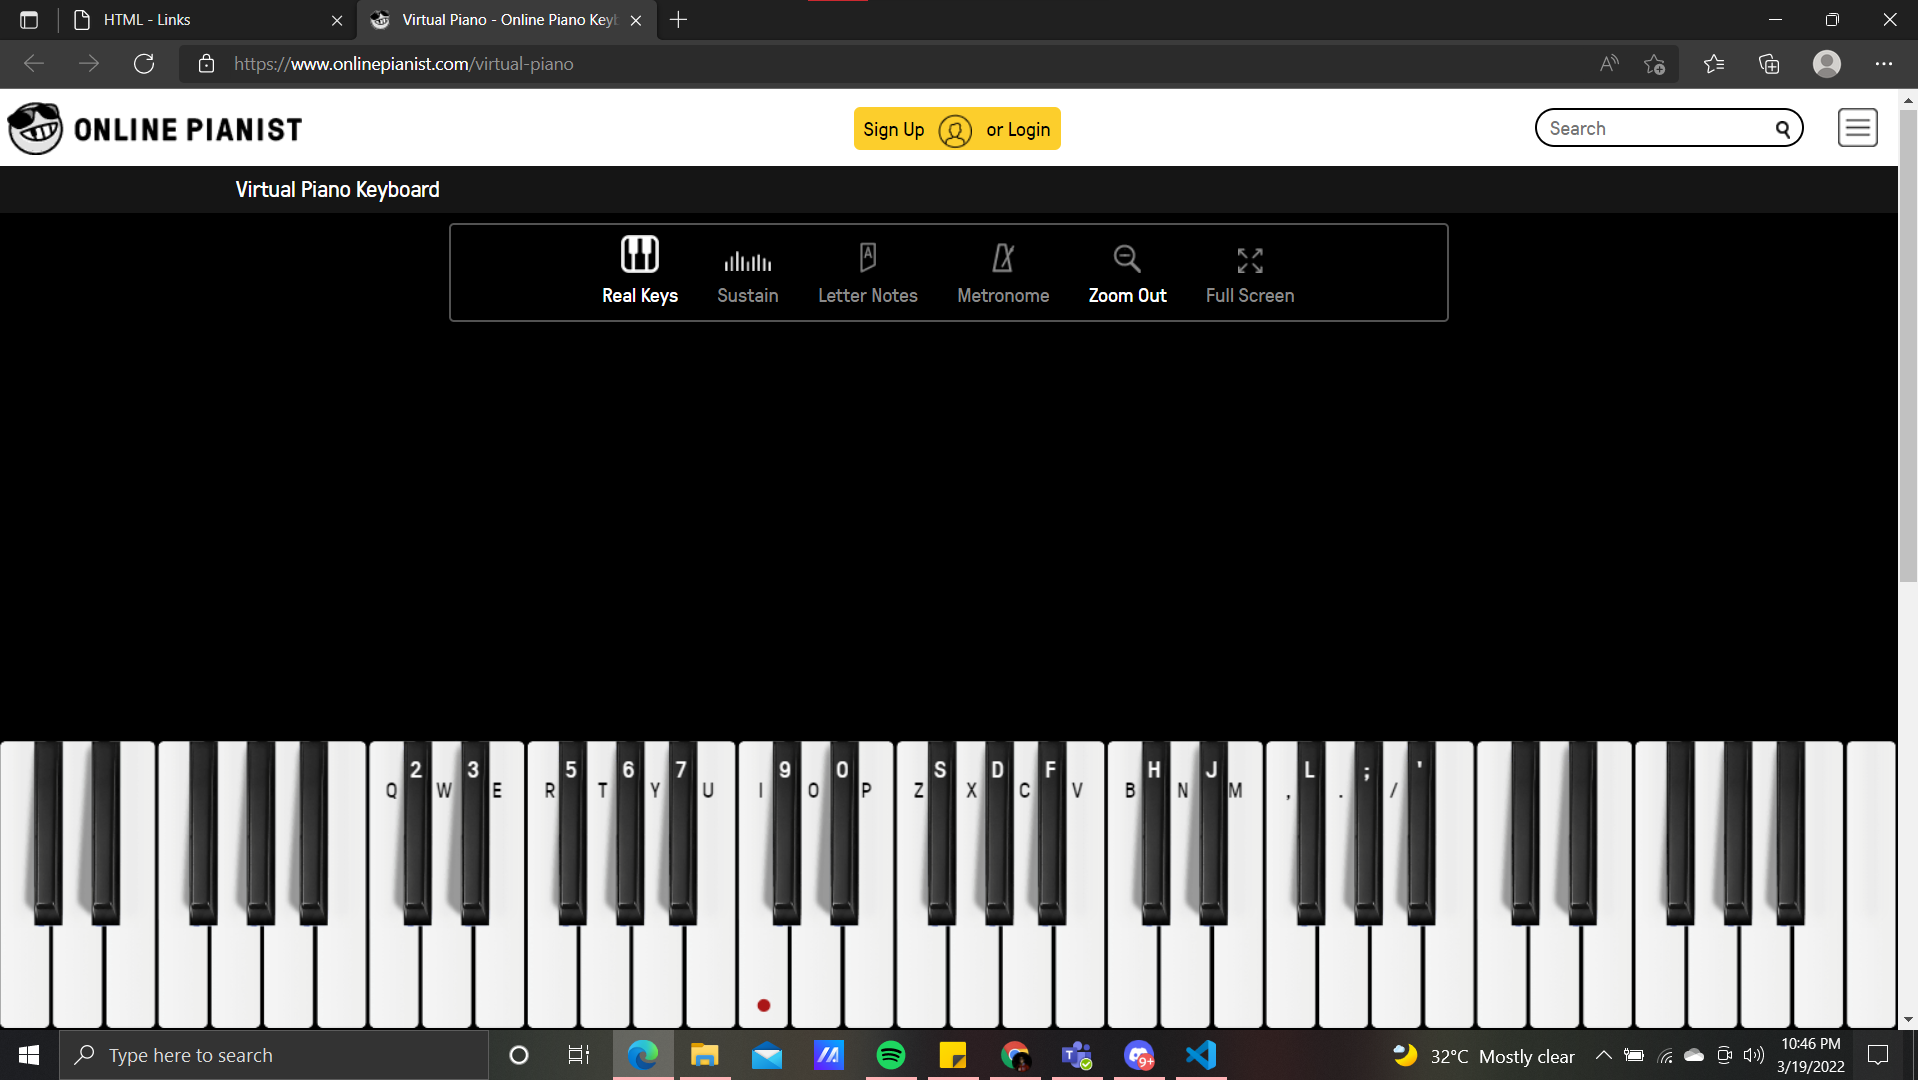 HTML - Links
Virtual Piano - Online Piano Keyb
https://www.onlinepianist.com/virtual-piano
ONLINE PIANIST
Sign Up or Login
Search
Virtual Piano Keyboard
A
Real Keys Sustain Letter Notes Metronome Zoom Out Full Screen
2 3 5 6 7 9 0 S D F H J L ; '
Q W E R T Y U I O P Z X C V B N M , . /
Type here to search
9+
32°C Mostly clear
10:46 PM
3/19/2022